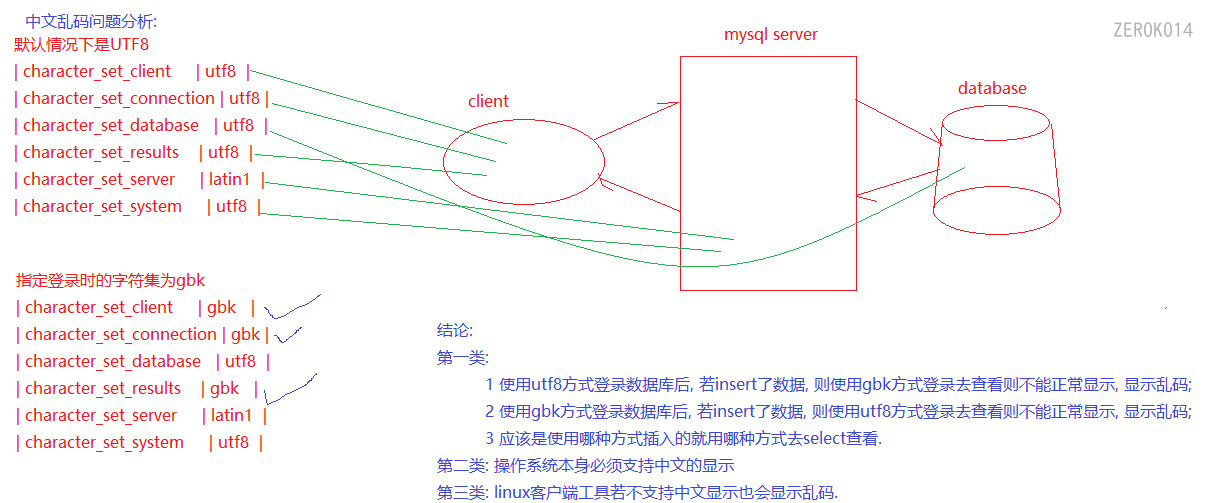 中文乱码问题分析:
默认情况下是UTF8
| character_set_client | utf8 |
| character_set_connection | utf8 |
| character_set_database | utf8 |
| character_set_results | utf8 |
| character_set_server | latin1 |
| character_set_system | utf8 |
client
mysql server
database
ZEROK014
指定登录时的字符集为gbk
| character_set_client | gbk |
| character_set_connection | gbk |
| character_set_database | utf8 |
| character_set_results | gbk |
| character_set_server | latin1 |
| character_set_system | utf8 |
结论:
第一类:
1 使用utf8方式登录数据库后, 若insert了数据, 则使用gbk方式登录去查看则不能正常显示, 显示乱码;
2 使用gbk方式登录数据库后, 若insert了数据, 则使用utf8方式登录去查看则不能正常显示, 显示乱码;
3 应该是使用哪种方式插入的就用哪种方式去select查看.
第二类: 操作系统本身必须支持中文的显示
第三类: linux客户端工具若不支持中文显示也会显示乱码.